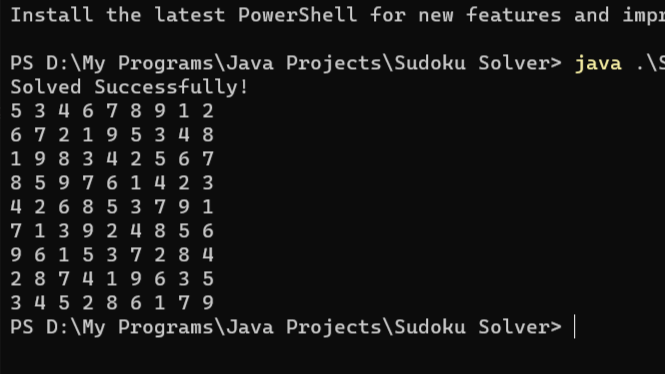 Install the latest PowerShell for new features and
PS D:\My Programs\Java Projects\Sudoku Solver> java .\S
Solved Successfully!
5 3 4 6 7 8 9 1 2
6 7 2 1 9 5 3 4 8
1 9 8 3 4 2 5 6 7
8 5 9 7 6 1 4 2 3
4 2 6 8 5 3 7 9 1
7 1 3 9 2 4 8 5 6
9 6 1 5 3 7 2 8 4
2 8 7 4 1 9 6 3 5
3 4 5 2 8 6 1 7 9
PS D:\My Programs\Java Projects\Sudoku Solver>